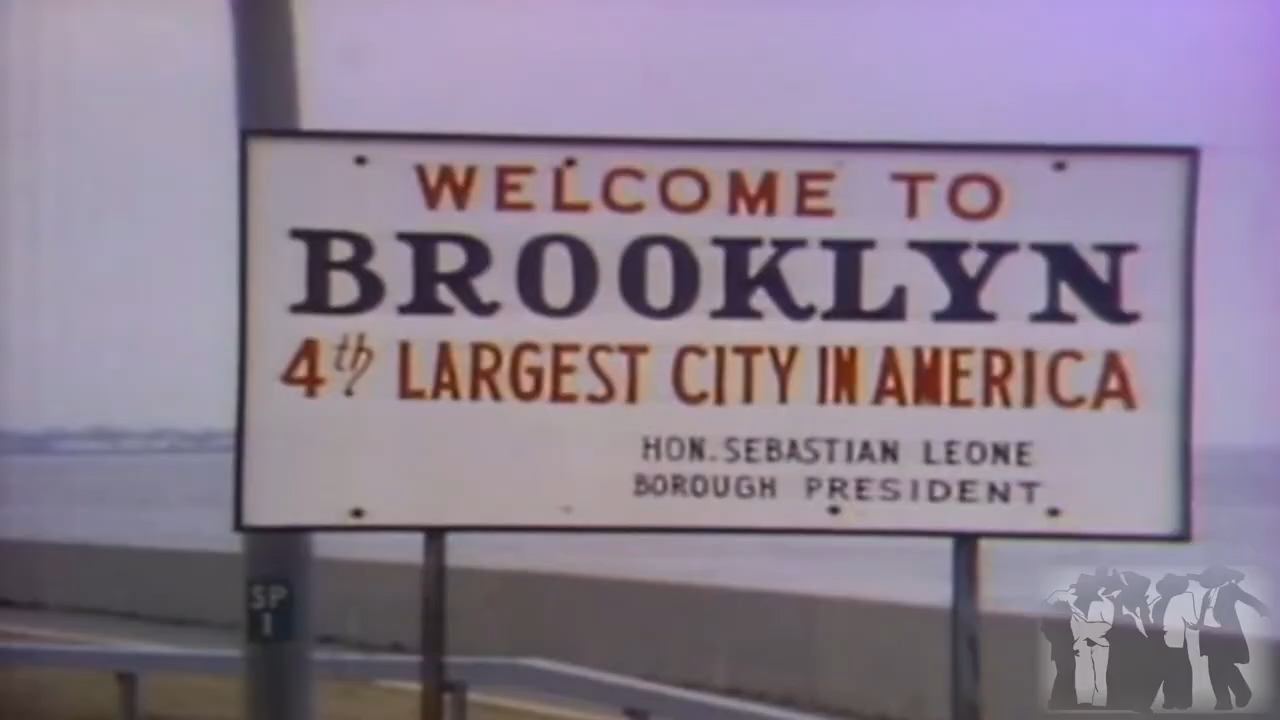 WELCOME TO
BROOKLYN
4th LARGEST CITY IN AMERICA
HON. SEBASTIAN LEONE
BOROUGH PRESIDENT
SP
1